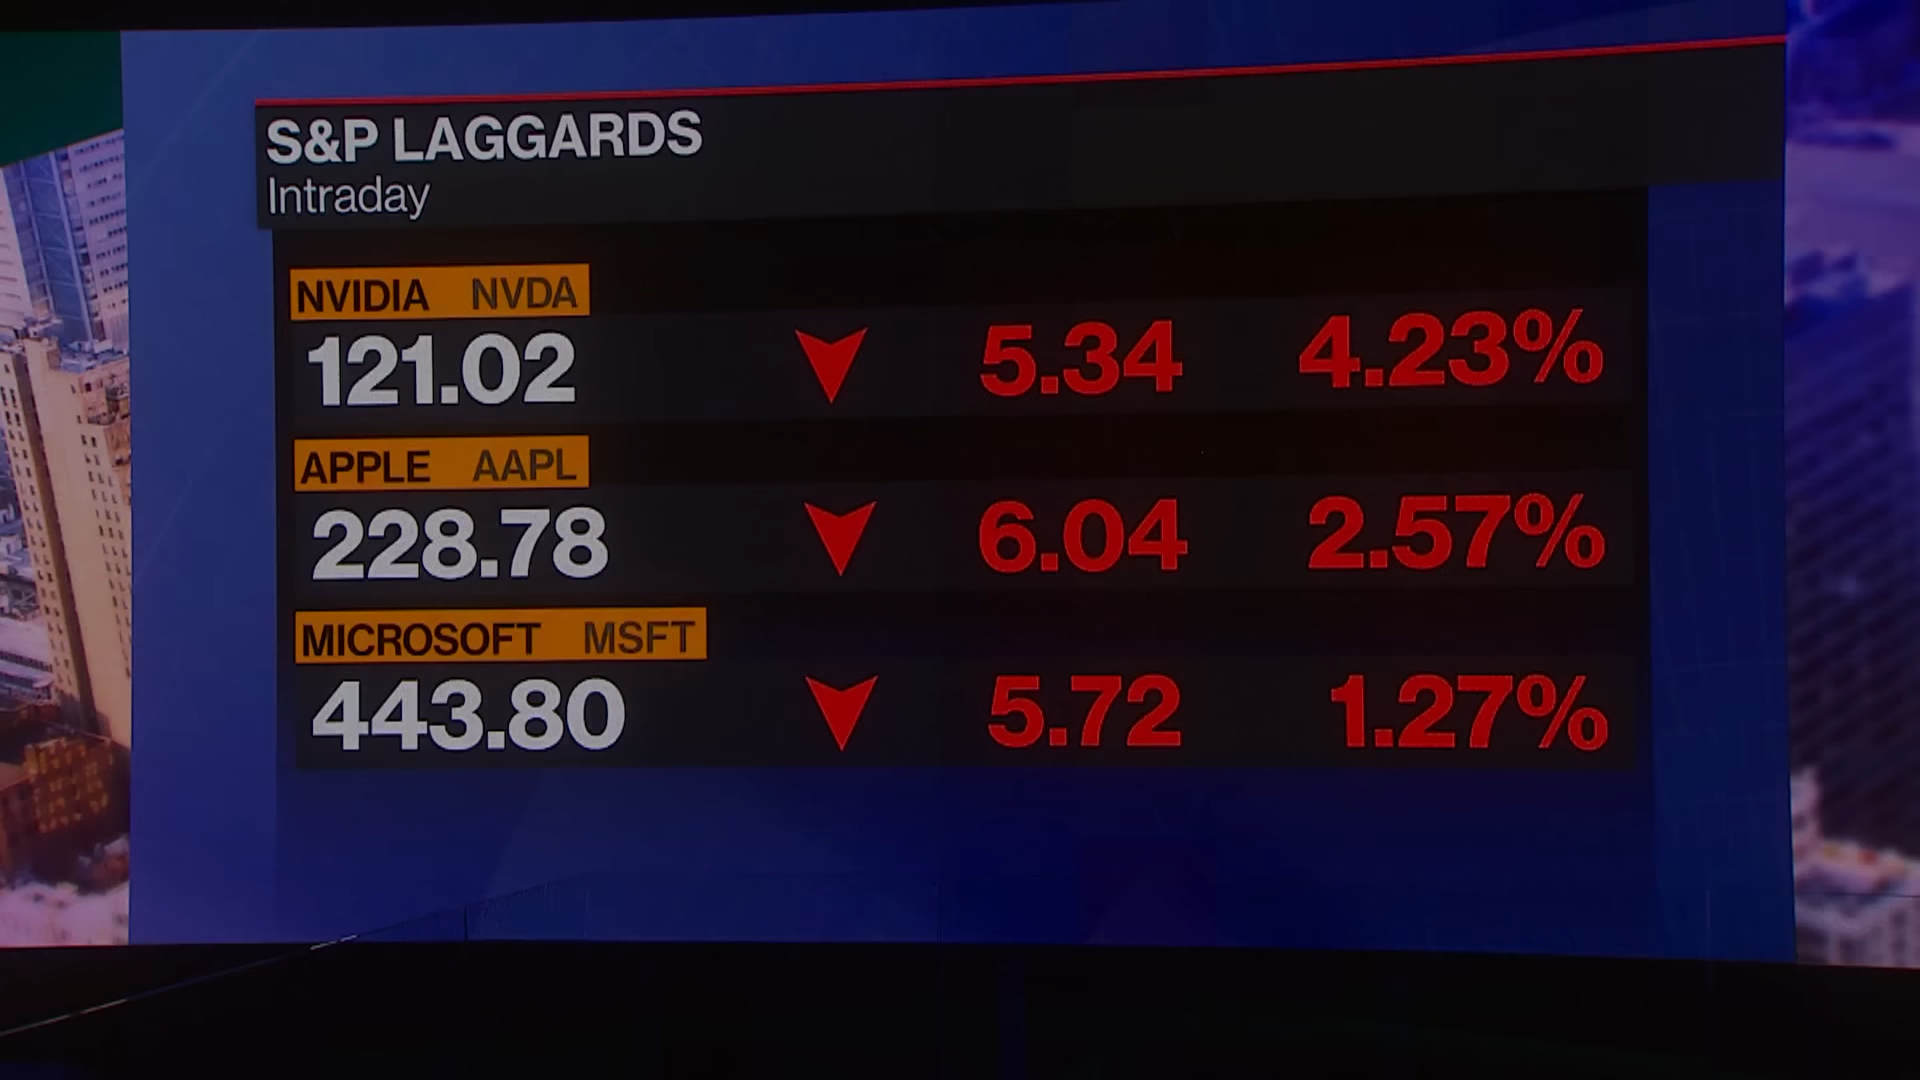 S&P LAGGARDS
Intraday
NVIDIA NVDA
121.02 5.34 4.23%
APPLE AAPL
228.78 6.04 2.57%
MICROSOFT MSFT
443.80 5.72 1.27%